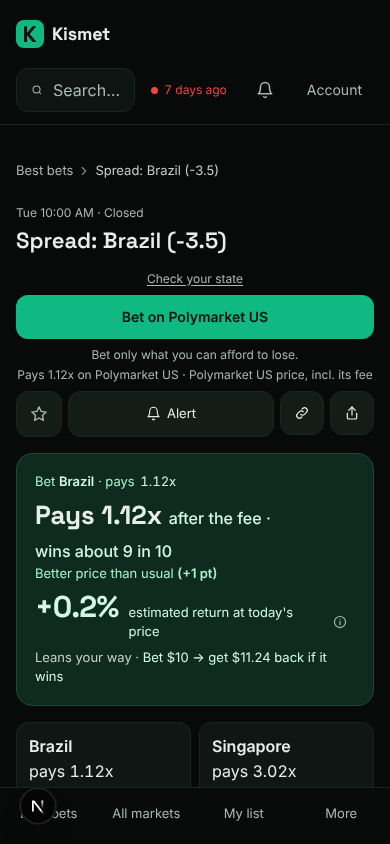 Kismet
Search...
7 days ago
Account
Best bets > Spread: Brazil (-3.5)
Tue 10:00 AM · Closed
Spread: Brazil (-3.5)
Check your state
Bet on Polymarket US
Bet only what you can afford to lose.
Pays 1.12x on Polymarket US · Polymarket US price, incl. its fee
Alert
Bet Brazil · pays 1.12x
Pays 1.12x after the fee ·
wins about 9 in 10
Better price than usual (+1 pt)
+0.2% estimated return at today's
price
Leans your way · Bet $10 → get $11.24 back if it
wins
Brazil
Singapore
pays 1.12x
pays 3.02x
N
bets
All markets
My list
More